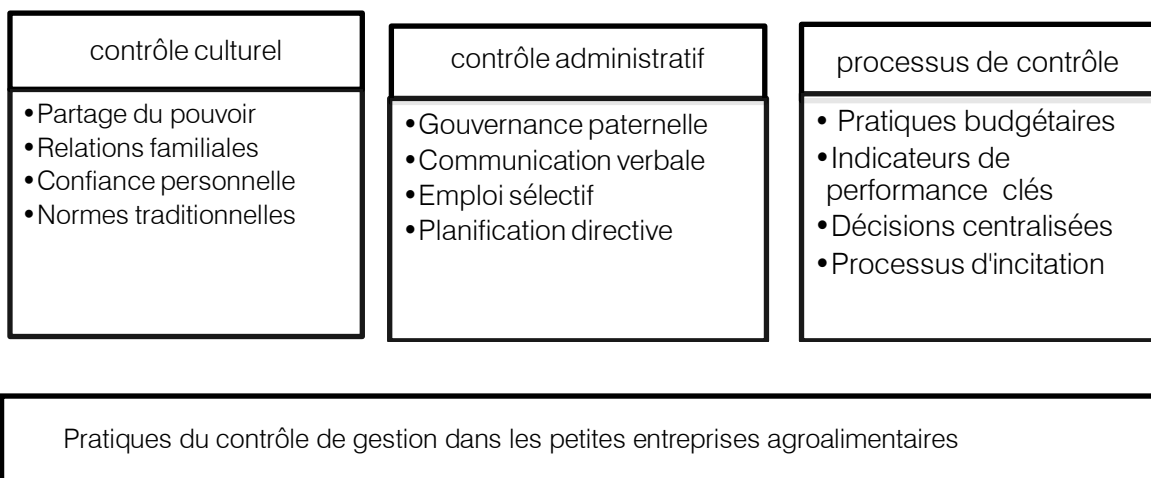 contrôle culturel
•Partage du pouvoir
•Relations familiales
•Confiance personnelle
•Normes traditionnelles
contrôle administratif
•Gouvernance paternelle
•Communication verbale
•Emploi sélectif
•Planification directive
processus de contrôle
• Pratiques budgétaires
•Indicateurs de
performance clés
•Décisions centralisées
•Processus d'incitation
Pratiques du contrôle de gestion dans les petites entreprises agroalimentaires